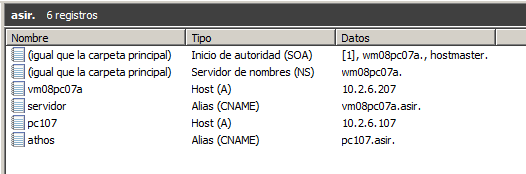 asir. 6 registros
Nombre Tipo Datos
(igual que la carpeta principal) Inicio de autoridad (SOA) [1], wm08pc07a., hostmaster.
(igual que la carpeta principal) Servidor de nombres (NS) wm08pc07a.
vm08pc07a Host (A) 10.2.6.207
servidor Alias (CNAME) vm08pc07a.asir.
pc107 Host (A) 10.2.6.107
athos Alias (CNAME) pc107.asir.